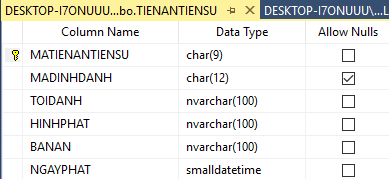 DESKTOP-I7ONUUU...bo.TIENANTIENSU DESKTOP-I7ONUUU\...L
Column Name Data Type Allow Nulls
MATIENANTIENSU char(9)
MADINHDANH char(12)
TOIDANH nvarchar(100)
HINHPHAT nvarchar(100)
BANAN nvarchar(100)
NGAYPHAT smalldatetime